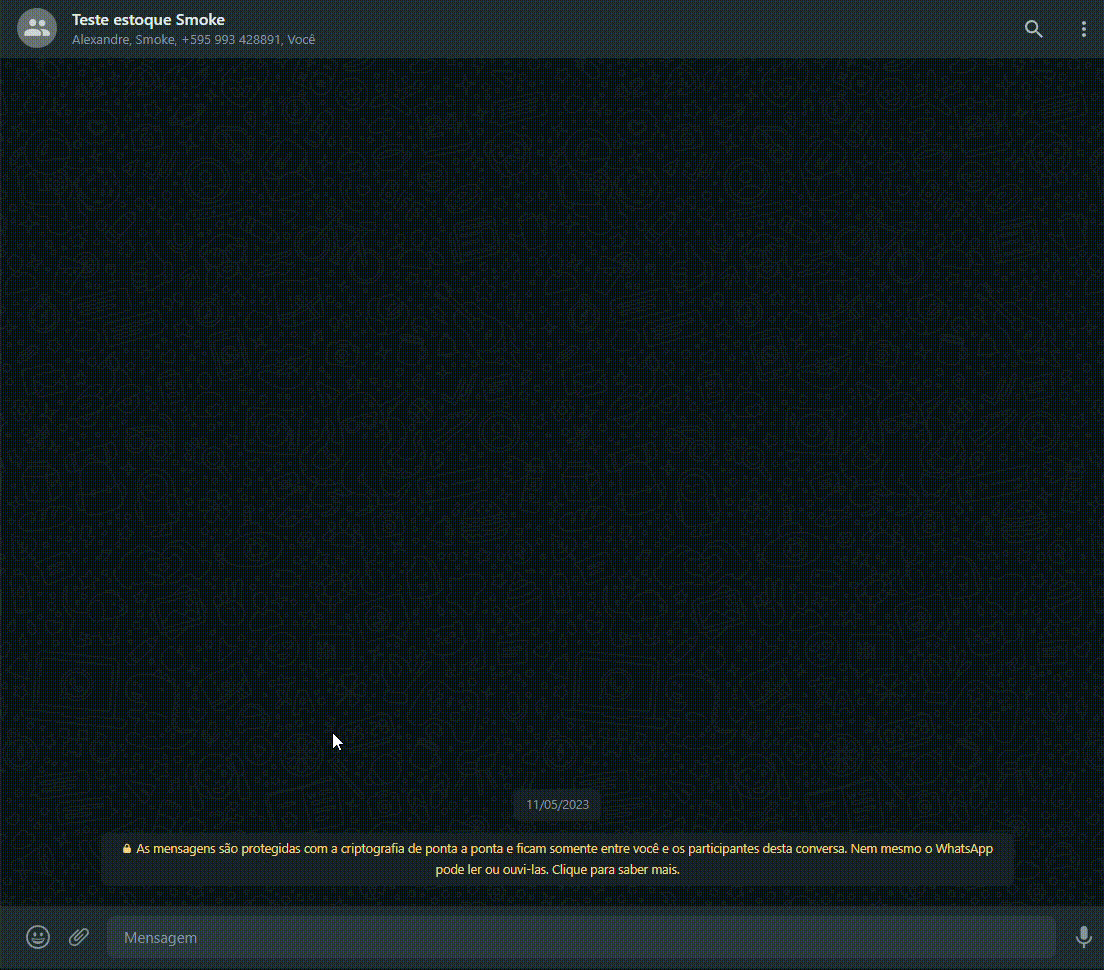 Teste estoque Smoke
Alexandre, Smoke, +595 993 428891, Você
11/05/2023
As mensagens são protegidas com a criptografia de ponta a ponta e ficam somente entre você e os participantes desta conversa. Nem mesmo o WhatsApp
pode ler ou ouvi-las. Clique para saber mais.
Mensagem